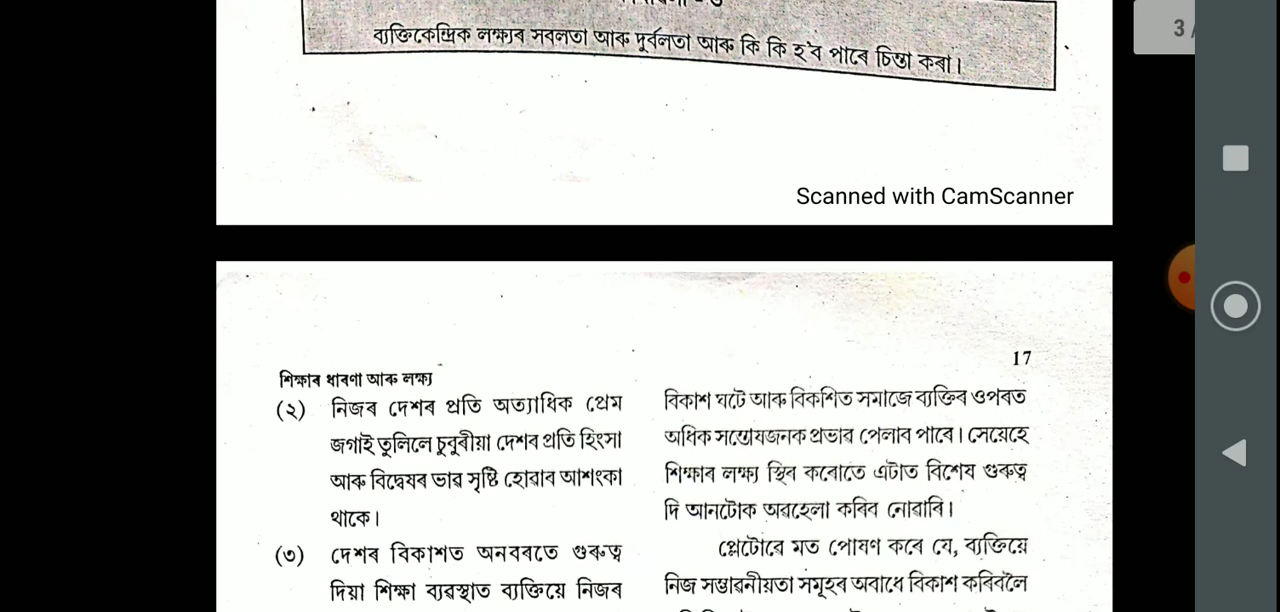 ব্যক্তিকেন্দ্ৰিক লক্ষ্যৰ সবলতা আৰু দুৰ্বলতা আৰু কি কি হ'ব পাৰে চিন্তা কৰা।
3 /
Scanned with CamScanner
17
শিক্ষাৰ ধাৰণা আৰু লক্ষ্য
(২) নিজৰ দেশৰ প্ৰতি অত্যাধিক প্ৰেম
জগাই তুলিলে চুবুৰীয়া দেশৰ প্ৰতি হিংসা
আৰু বিদ্বেষৰ ভাৱ সৃষ্টি হোৱাৰ আশংকা
থাকে।
(৩) দেশৰ বিকাশত অনবৰতে গুৰুত্ব
দিয়া শিক্ষা ব্যৱস্থাত ব্যক্তিয়ে নিজৰ
বিকাশ ঘটে আৰু বিকশিত সমাজে ব্যক্তিৰ ওপৰত
অধিক সন্তোষজনক প্ৰভাৱ পেলাব পাৰে। সেয়েহে
শিক্ষাৰ লক্ষ্য স্থিৰ কৰোতে এটাত বিশেষ গুৰুত্ব
দি আনটোক অৱহেলা কৰিব নোৱাৰি।
প্লেটোৱে মত পোষণ কৰে যে, ব্যক্তিয়ে
নিজ সম্ভাৱনীয়তা সমূহৰ অবাধে বিকাশ কৰিবলৈ